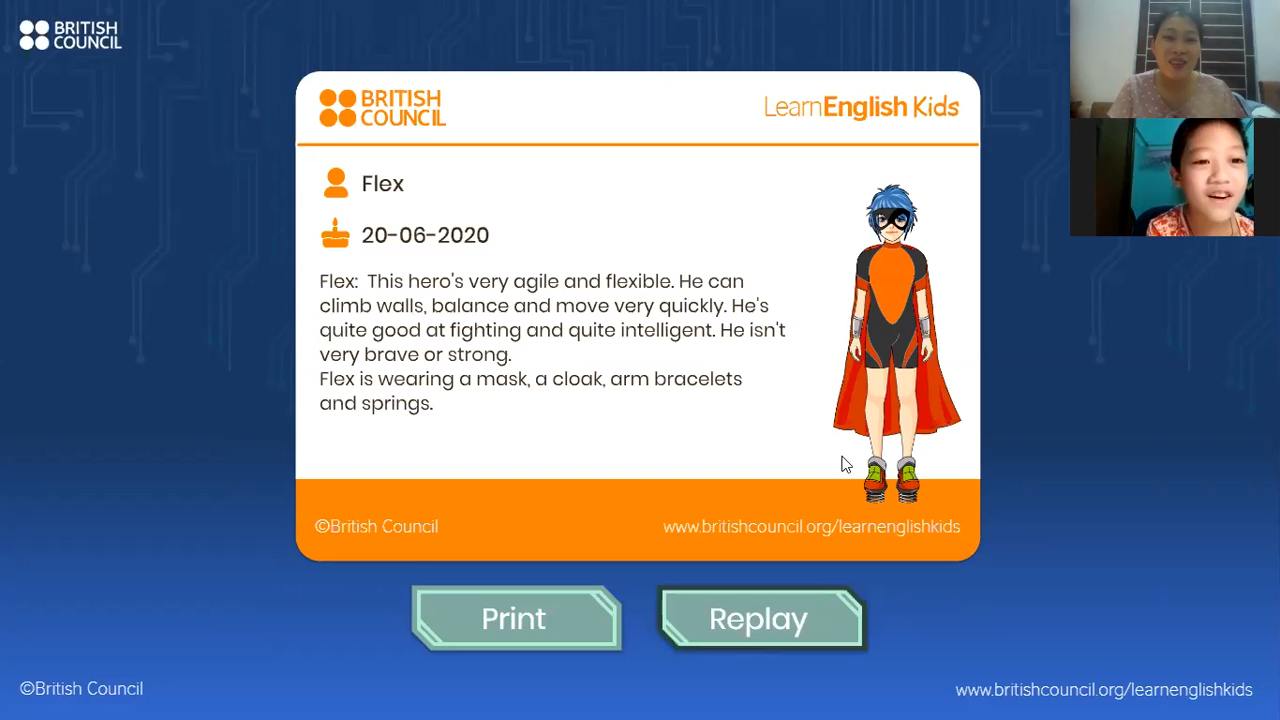 BRITISH
COUNCIL
BRITISH
COUNCIL
LearnEnglish Kids
Flex
20-06-2020
Flex:  This hero's very agile and flexible. He can
climb walls, balance and move very quickly. He's
quite good at fighting and quite intelligent. He isn't
very brave or strong.
Flex is wearing a mask, a cloak, arm bracelets
and springs.
©British Council
www.britishcouncil.org/learnenglishkids
Print
Replay
©British Council
www.britishcouncil.org/learnenglishkids